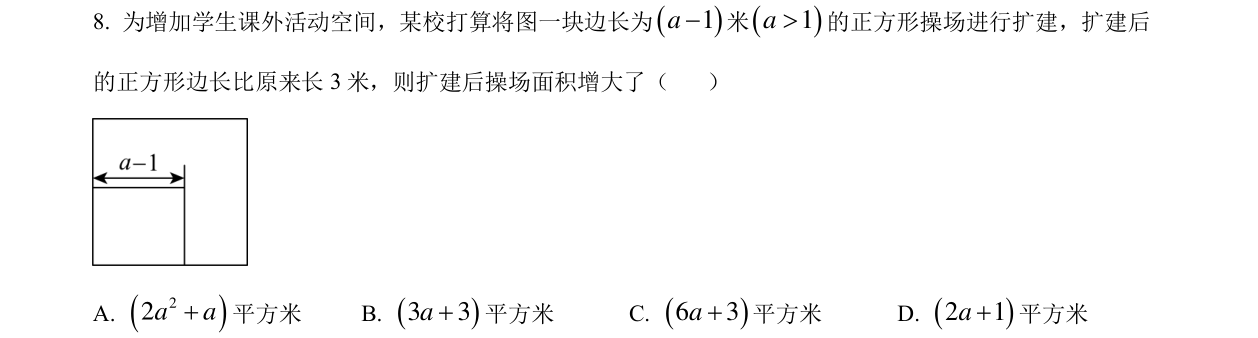 8. 为增加学生课外活动空间，某校打算将图一块边长为(a−1)米(a>1)的正方形操场进行扩建，扩建后
的正方形边长比原来长 3 米，则扩建后操场面积增大了（　　）
a−1
A. (2a²+a)平方米 B. (3a+3)平方米 C. (6a+3)平方米 D. (2a+1)平方米